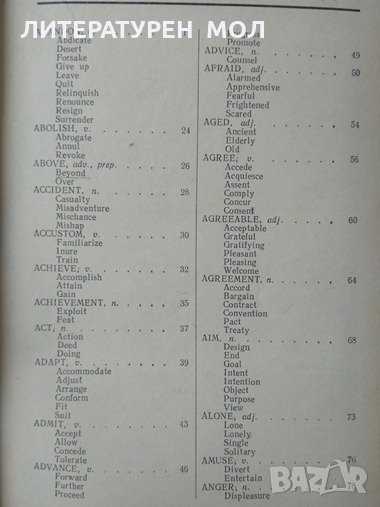 ЛИТЕРАТУРЕН МОЛ
Abdicate
Desert
Forsake
Give up
Leave
Quit
Relinquish
Renounce
Resign
Surrender
ABOLISH, v. . . . . . . . . . 24
Abrogate
Annul
Revoke
ABOVE, adv., prep. . . . . . . 26
Beyond
Over
ACCIDENT, n. . . . . . . . . 28
Casualty
Misadventure
Mischance
Mishap
ACCUSTOM, v. . . . . . . . . 30
Familiarize
Inure
Train
ACHIEVE, v. . . . . . . . . . 32
Accomplish
Attain
Gain
ACHIEVEMENT, n. . . . . . . . 35
Exploit
Feat
ACT, n. . . . . . . . . . . . 37
Action
Deed
Doing
ADAPT, v. . . . . . . . . . . 39
Accommodate
Adjust
Arrange
Conform
Fit
Suit
ADMIT, v. . . . . . . . . . . 43
Accept
Allow
Concede
Tolerate
ADVANCE, v. . . . . . . . . . 46
Forward
Further
Proceed
Promote
ADVICE, n. . . . . . . . . . 49
Counsel
AFRAID, adj. . . . . . . . . 50
Alarmed
Apprehensive
Fearful
Frightened
Scared
AGED, adj. . . . . . . . . . 54
Ancient
Elderly
Old
AGREE; v. . . . . . . . . . . 56
Accede
Acquiesce
Assent
Comply
Concur
Consent
AGREEABLE, adj. . . . . . . . 60
Acceptable
Grateful
Gratifying
Pleasant
Pleasing
Welcome
AGREEMENT, n. . . . . . . . . 64
Accord
Bargain
Contract
Convention
Pact
Treaty
AIM, n. . . . . . . . . . . . 68
Design
End
Goal
Intent
Intention
Object
Purpose
View
ALONE, adj. . . . . . . . . . 73
Lone
Lonely
Single
Solitary
AMUSE, v. . . . . . . . . . . 76
Divert
Entertain
ANGER, n.
Displeasure
BAZAR